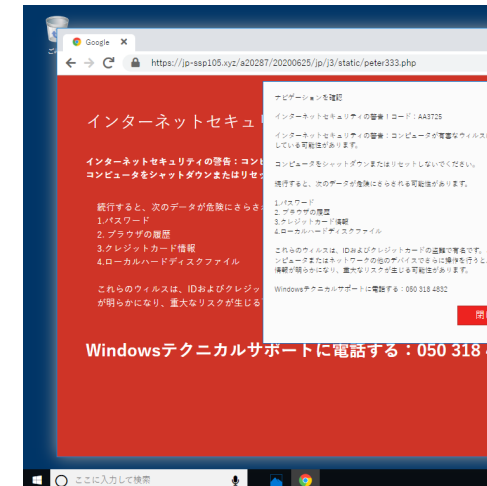 Google
https://jp-ssp105.xyz/a20287/20200625/jp/j3/static/peter333.php
インターネットセキュ
インターネットセキュリティの警告：コンピ
コンピュータをシャットダウンまたはリセッ
続行すると、次のデータが危険にさらさ
1.パスワード
2. ブラウザの履歴
3.クレジットカード情報
4.ローカルハードディスクファイル
これらのウィルスは、IDおよびクレジッ
が明らかになり、重大なリスクが生じる
Windowsテクニカルサポートに電話する：050 318
ナビゲーションを確認
インターネットセキュリティの警告！コード：AA3725
インターネットセキュリティの警告：コンピュータが有害なウィルス
している可能性があります。
コンピュータをシャットダウンまたはリセットしないでください。
続行すると、次のデータが危険にさらされる可能性があります。
1.パスワード
2. ブラウザの履歴
3.クレジットカード情報
4.ローカルハードディスクファイル
これらのウィルスは、IDおよびクレジットカードの盗難で有名です。
ンピュータまたはネットワークの他のデバイスでさらに操作を行うと、
情報が明らかになり、重大なリスクが生じる可能性があります。
Windowsテクニカルサポートに電話する：050 318 4832
閉
ここに入力して検索